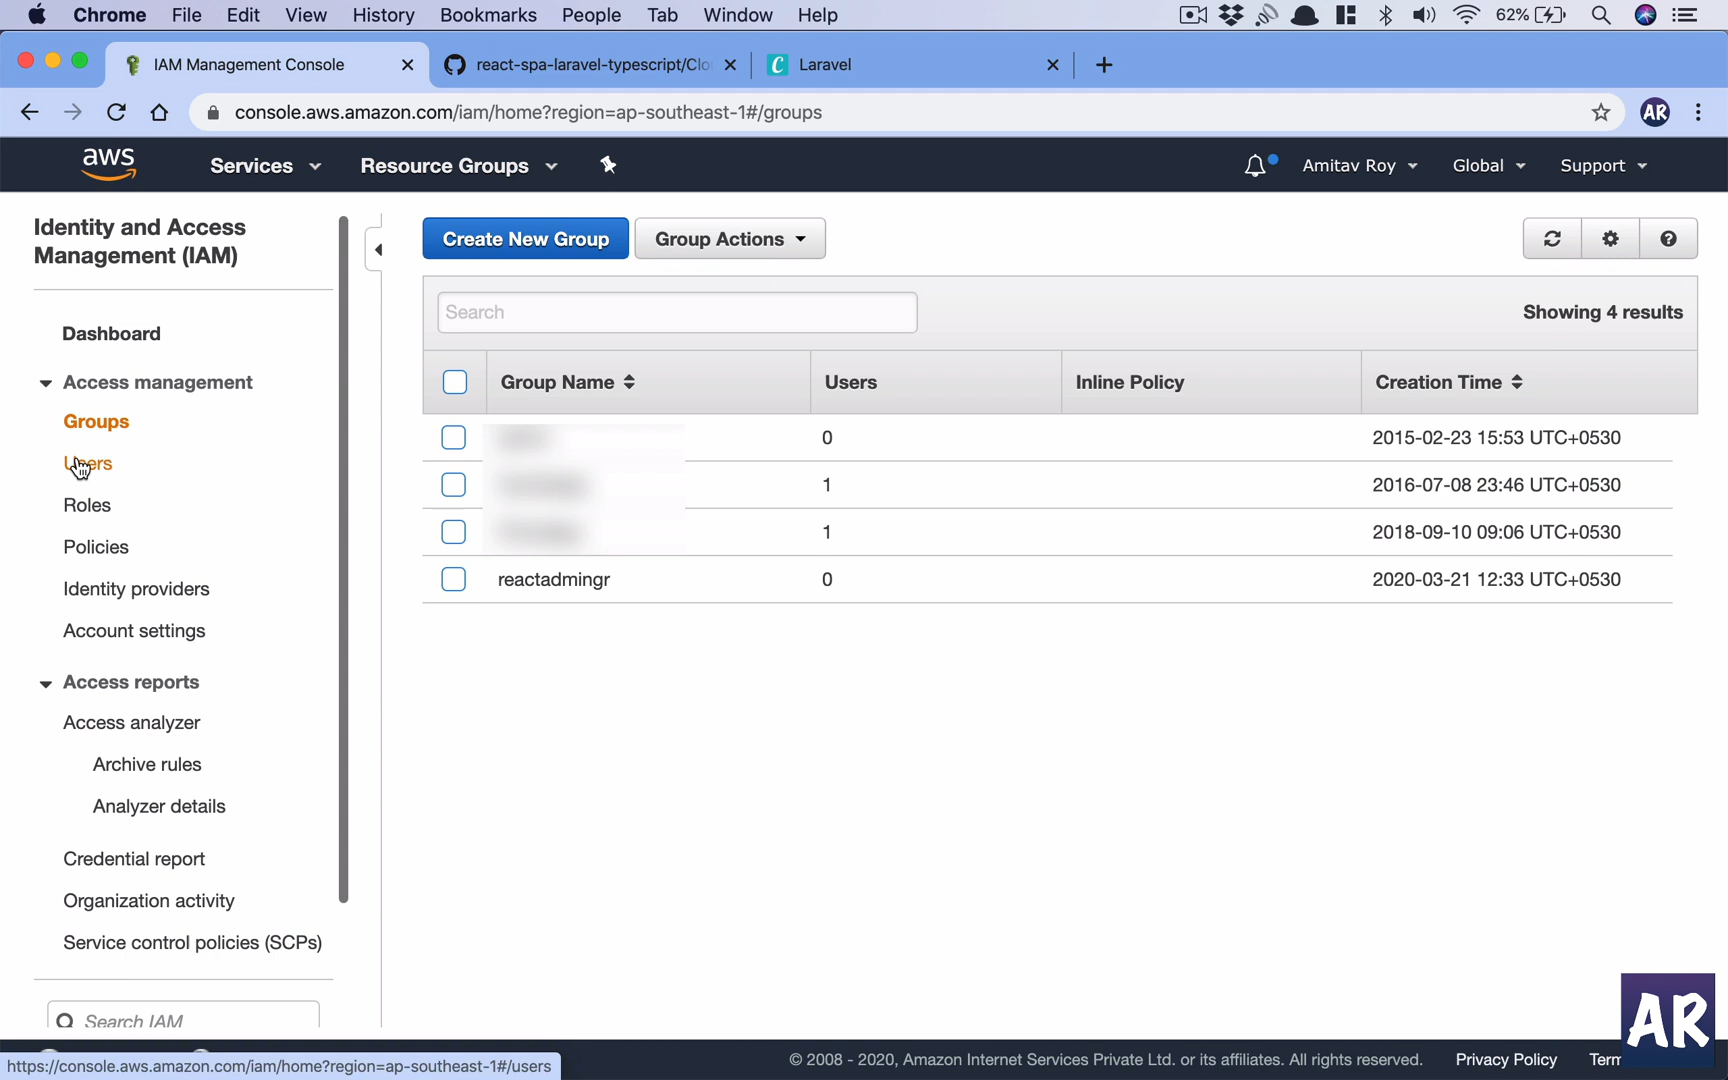 Chrome File Edit View History Bookmarks People Tab Window Help 62%
IAM Management Console react-spa-laravel-typescript/Clo Laravel
console.aws.amazon.com/iam/home?region=ap-southeast-1#/groups AR
aws Services Resource Groups Amitav Roy Global Support
Identity and Access
Management (IAM)
Dashboard
Access management
Groups
Users
Roles
Policies
Identity providers
Account settings
Access reports
Access analyzer
Archive rules
Analyzer details
Credential report
Organization activity
Service control policies (SCPs)
Search IAM
Create New Group Group Actions
Search Showing 4 results
Group Name Users Inline Policy Creation Time
0 2015-02-23 15:53 UTC+0530
1 2016-07-08 23:46 UTC+0530
1 2018-09-10 09:06 UTC+0530
reactadmingr 0 2020-03-21 12:33 UTC+0530
AR
https://console.aws.amazon.com/iam/home?region=ap-southeast-1#/users
© 2008 - 2020, Amazon Internet Services Private Ltd. or its affiliates. All rights reserved. Privacy Policy Term